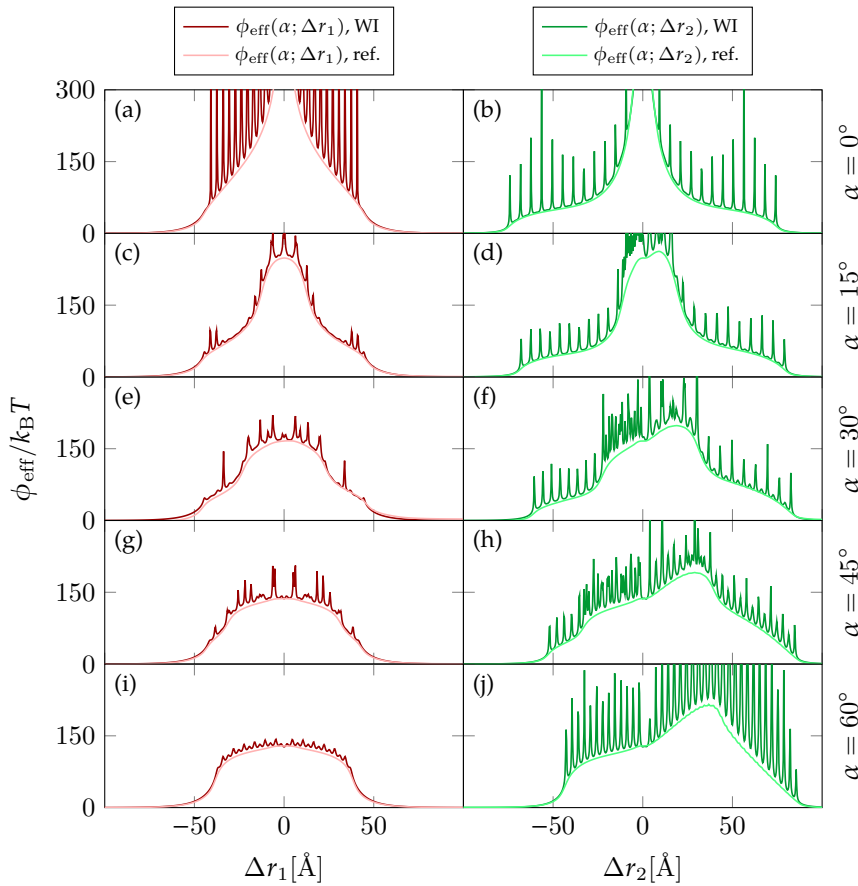 ϕeff(α; Δr1), WI
ϕeff(α; Δr1), ref.
ϕeff(α; Δr2), WI
ϕeff(α; Δr2), ref.
300
150
0
(a)
(b)
α = 0°
150
0
(c)
(d)
α = 15°
150
0
(e)
(f)
α = 30°
150
0
(g)
(h)
α = 45°
150
0
(i)
(j)
α = 60°
ϕeff/kBT
−50 0 50
−50 0 50
Δr1[Å]
Δr2[Å]